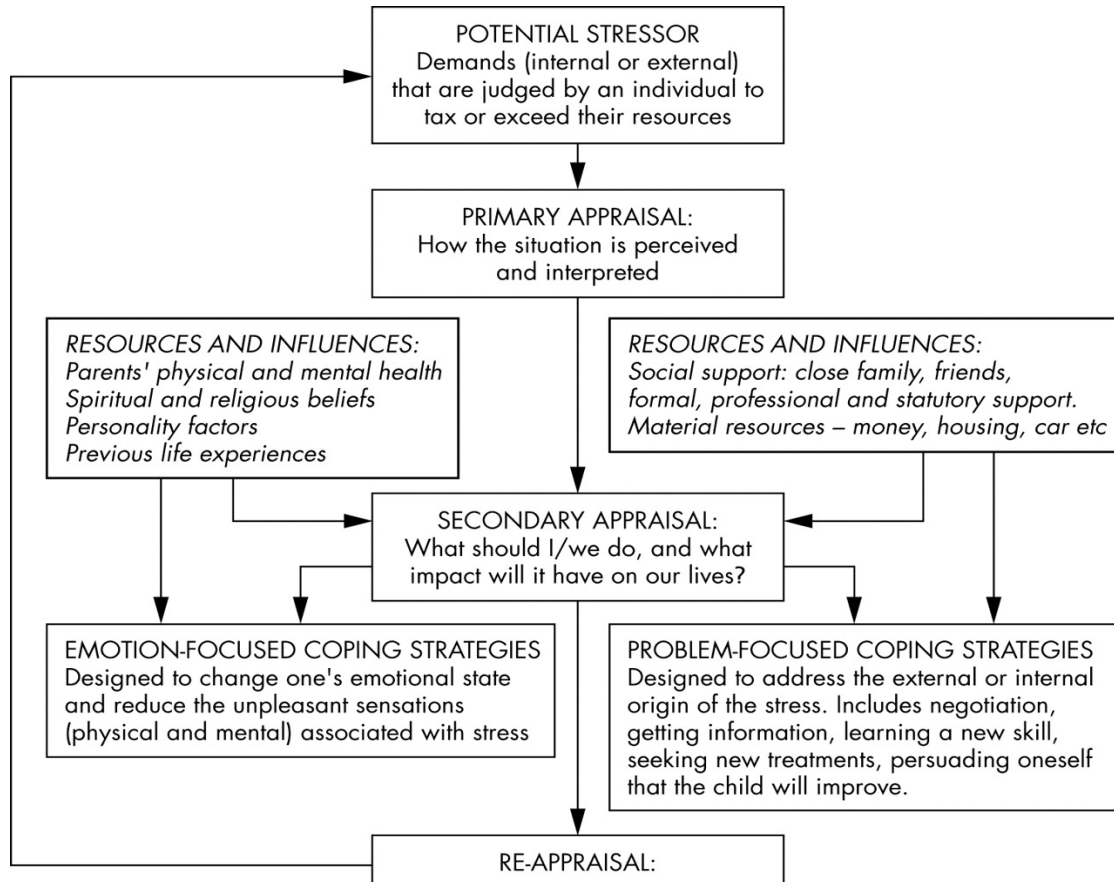 POTENTIAL STRESSOR
Demands (internal or external)
that are judged by an individual to
tax or exceed their resources
PRIMARY APPRAISAL:
How the situation is perceived
and interpreted
RESOURCES AND INFLUENCES:
Parents' physical and mental health
Spiritual and religious beliefs
Personality factors
Previous life experiences
RESOURCES AND INFLUENCES:
Social support: close family, friends,
formal, professional and statutory support.
Material resources – money, housing, car etc
SECONDARY APPRAISAL:
What should I/we do, and what
impact will it have on our lives?
EMOTION-FOCUSED COPING STRATEGIES
Designed to change one's emotional state
and reduce the unpleasant sensations
(physical and mental) associated with stress
PROBLEM-FOCUSED COPING STRATEGIES
Designed to address the external or internal
origin of the stress. Includes negotiation,
getting information, learning a new skill,
seeking new treatments, persuading oneself
that the child will improve.
RE-APPRAISAL: